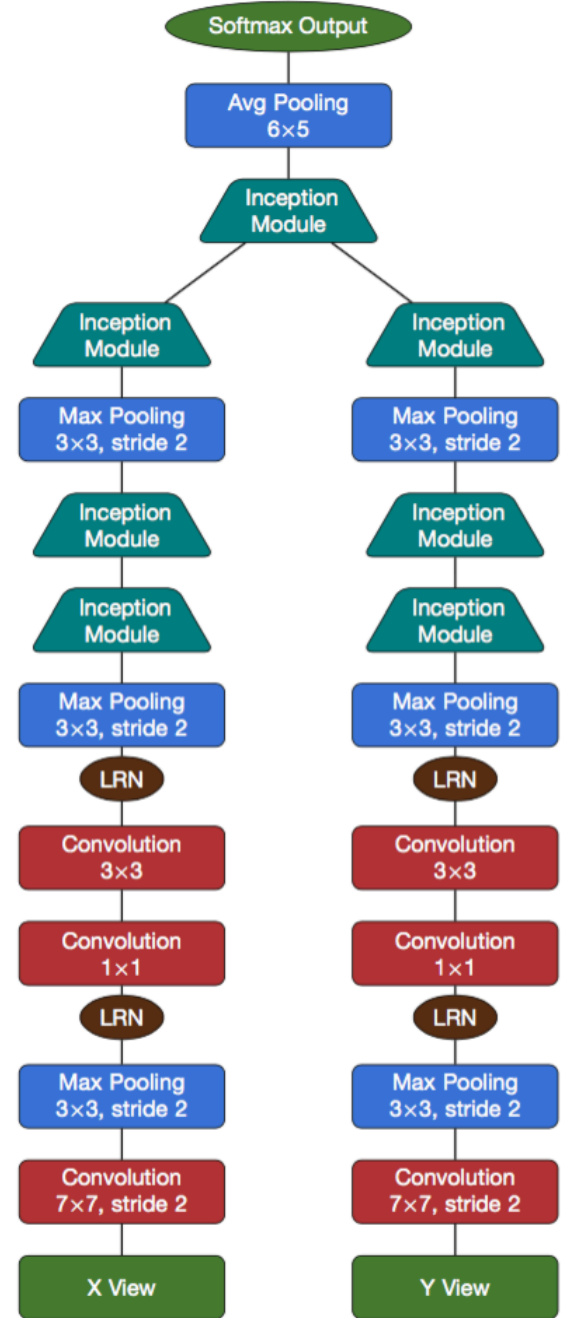 Softmax Output
Avg Pooling
6×5
Inception
Module
Inception
Module
Inception
Module
Max Pooling
3×3, stride 2
Max Pooling
3×3, stride 2
Inception
Module
Inception
Module
Inception
Module
Inception
Module
Max Pooling
3×3, stride 2
Max Pooling
3×3, stride 2
LRN
LRN
Convolution
3×3
Convolution
3×3
Convolution
1×1
Convolution
1×1
LRN
LRN
Max Pooling
3×3, stride 2
Max Pooling
3×3, stride 2
Convolution
7×7, stride 2
Convolution
7×7, stride 2
X View
Y View